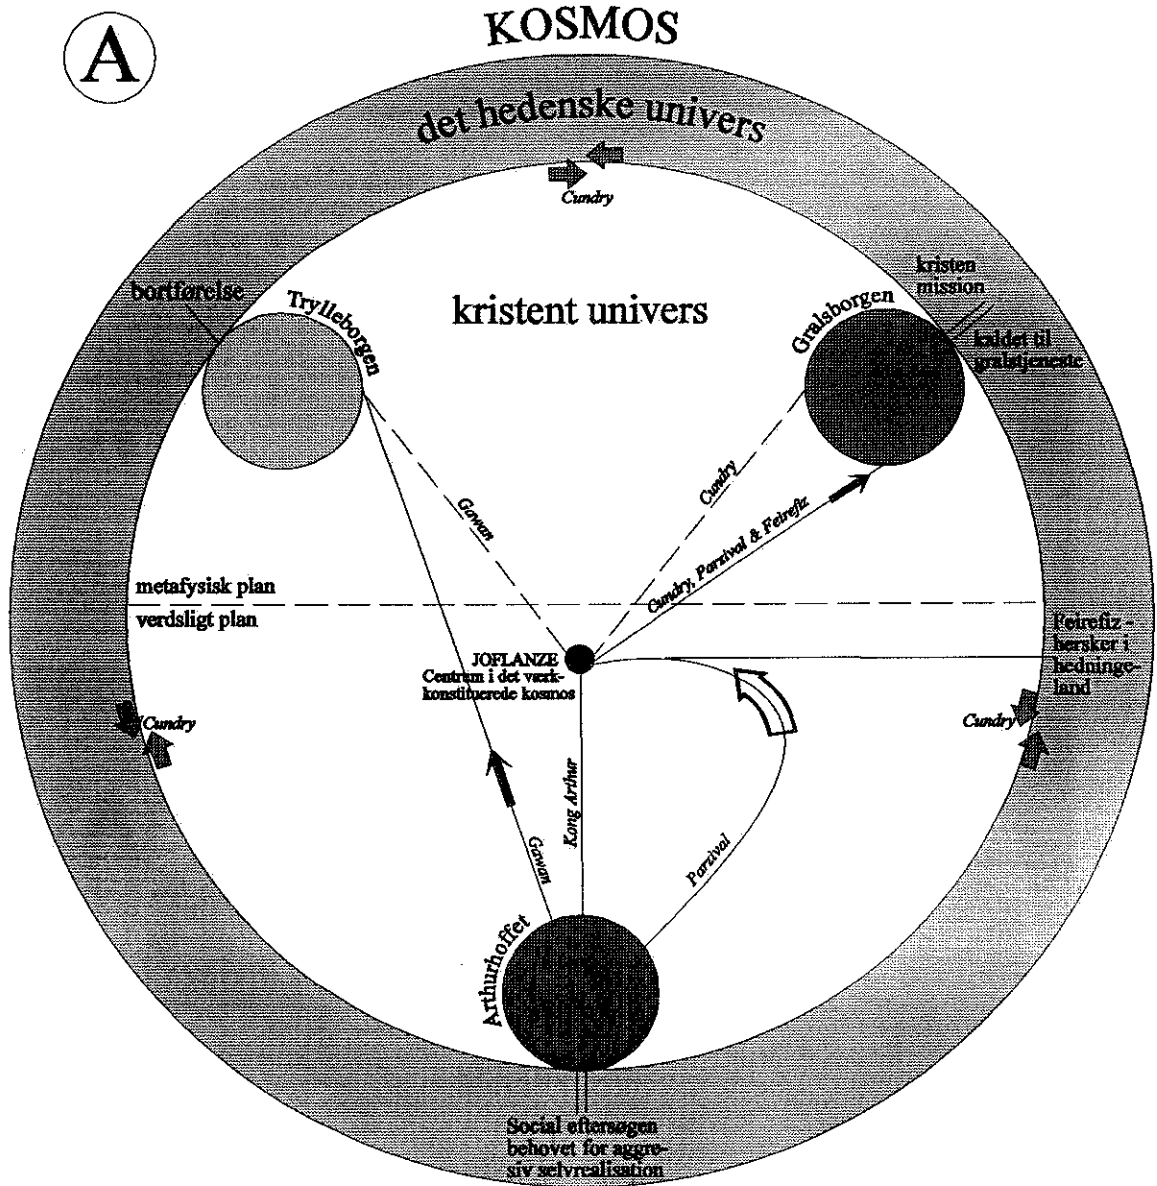 A
KOSMOS
det hedenske univers
Cundry
bortførelse
Trylleborgen
kristent univers
Gralsborgen
kristen
mission
kaldet til
gralstjeneste
Gawan
Cundry
Cundry, Parzival & Feirefiz
metafysisk plan
verdsligt plan
JOFLANZE
Centrum i det værk-
konstituerede kosmos
Feirefiz -
hersker i
hedninge-
land
Cundry
Cundry
Kong Arthur
Gawan
Parzival
Arthurhoffet
Social eftersøgen
behovet for aggre-
siv selvrealisation